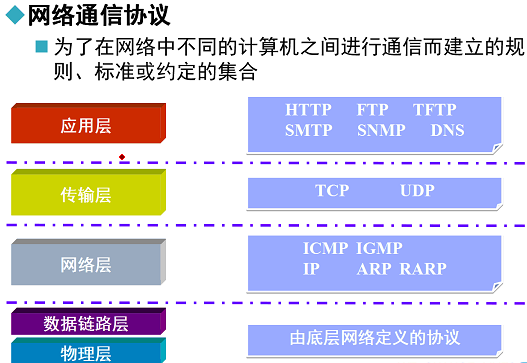 网络通信协议
为了在网络中不同的计算机之间进行通信而建立的规
则、标准或约定的集合
应用层
HTTP FTP TFTP
SMTP SNMP DNS
传输层
TCP UDP
网络层
ICMP IGMP
IP ARP RARP
数据链路层
物理层
由底层网络定义的协议